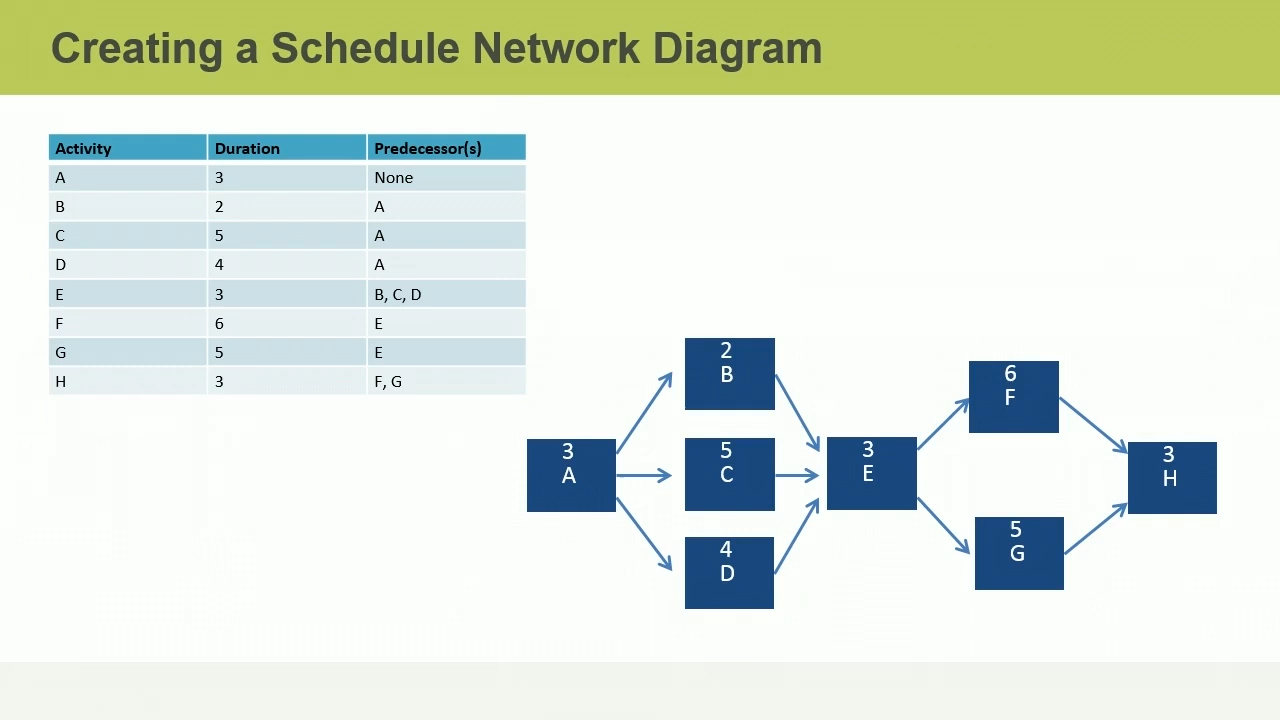 Creating a Schedule Network Diagram
Activity Duration Predecessor(s)
A 3 None
B 2 A
C 5 A
D 4 A
E 3 B, C, D
F 6 E
G 5 E
H 3 F, G
2
B
6
F
3
A
5
C
3
E
3
H
4
D
5
G